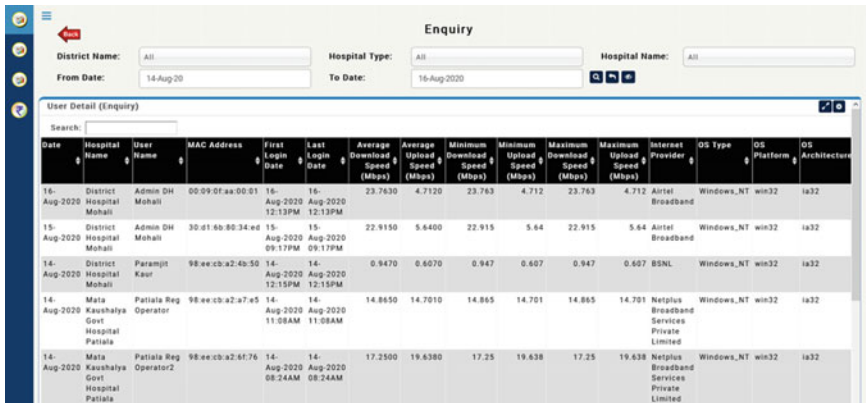 Enquiry
Back
District Name: All Hospital Type: All Hospital Name: All
From Date: 14-Aug-20 To Date: 16-Aug-2020
User Detail (Enquiry)
Search:
Date Hospital User MAC Address First Last Average Average Minimum Minimum Maximum Maximum Internet OS Type OS OS
Name Name Login Login Download Upload Download Upload Download Upload Provider Platform Architecture
Date Date Speed Speed Speed Speed Speed Speed
(Mbps) (Mbps) (Mbps) (Mbps) (Mbps) (Mbps)
16- District Admin DH 00:09:0f:aa:00:01 16- 16- 23.7630 4.7120 23.763 4.712 23.763 4.712 Airtel Windows_NT win32 ia32
Aug-2020 Hospital Mohali Aug-2020 Aug-2020 Broadband
Mohali 12:13PM 12:13PM
15- District Admin DH 30:d1:6b:80:34:ed 15- 15- 22.9150 5.6400 22.915 5.64 22.915 5.64 Airtel Windows_NT win32 ia32
Aug-2020 Hospital Mohali Aug-2020 Aug-2020 Broadband
Mohali 09:17PM 09:17PM
14- District Paramjit 98:ee:cb:a2:4b:50 14- 14- 0.9470 0.6070 0.947 0.607 0.947 0.607 BSNL Windows_NT win32 ia32
Aug-2020 Hospital Kaur Aug-2020 Aug-2020
Mohali 12:15PM 12:15PM
14- Mata Patiala Reg 98:ee:cb:a2:a7:e5 14- 14- 14.8650 14.7010 14.865 14.701 14.865 14.701 Netplus Windows_NT win32 ia32
Aug-2020 Kaushalya Operator Aug-2020 Aug-2020 Broadband
Govt 11:08AM 11:08AM Services
Hospital Private
Patiala Limited
14- Mata Patiala Reg 98:ee:cb:a2:6f:76 14- 14- 17.2500 19.6380 17.25 19.638 17.25 19.638 Netplus Windows_NT win32 ia32
Aug-2020 Kaushalya Operator2 Aug-2020 Aug-2020 Broadband
Govt 08:24AM 08:24AM Services
Hospital Private
Patiala Limited